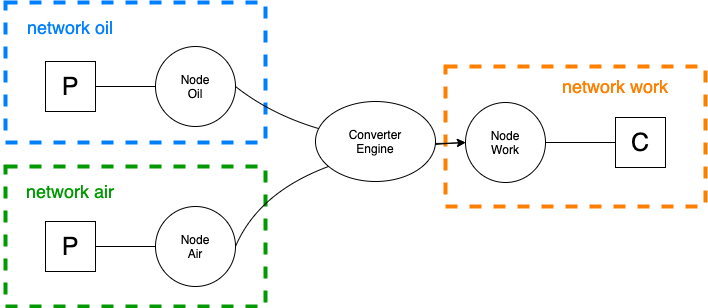 network oil
P
Node
Oil
network air
P
Node
Air
Converter
Engine
network work
Node
Work
C